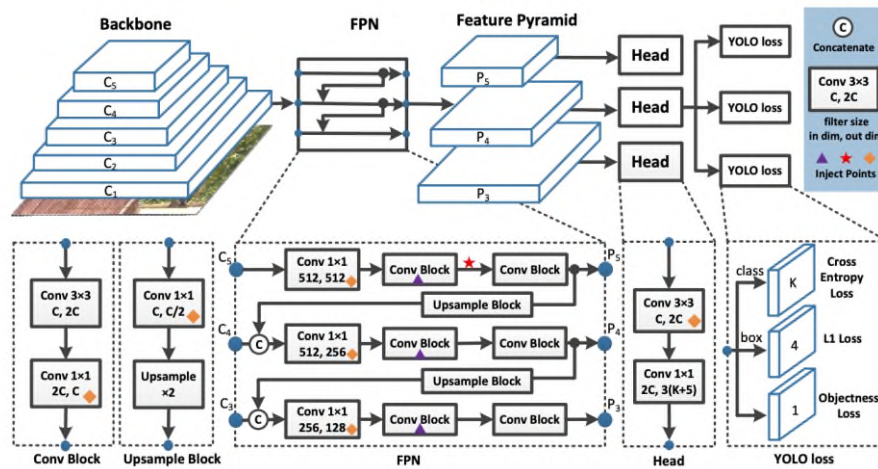 Backbone
FPN
Feature Pyramid
C5
C4
C3
C2
C1
P5
P4
P3
Head
Head
Head
YOLO loss
YOLO loss
YOLO loss
C
Concatenate
Conv 3×3
C, 2C
filter size
in dim, out dim
Inject Points
Conv 3×3
C, 2C
Conv 1×1
2C, C
Conv Block
Conv 1×1
C, C/2
Upsample
×2
Upsample Block
C5
Conv 1×1
512, 512
Conv Block
Conv Block
P5
Upsample Block
C4
C
Conv 1×1
512, 256
Conv Block
Conv Block
P4
Upsample Block
C3
C
Conv 1×1
256, 128
Conv Block
Conv Block
P3
FPN
Conv 3×3
C, 2C
Conv 1×1
2C, 3(K+5)
Head
class
K
Cross
Entropy
Loss
box
4
L1 Loss
1
Objectness
Loss
YOLO loss